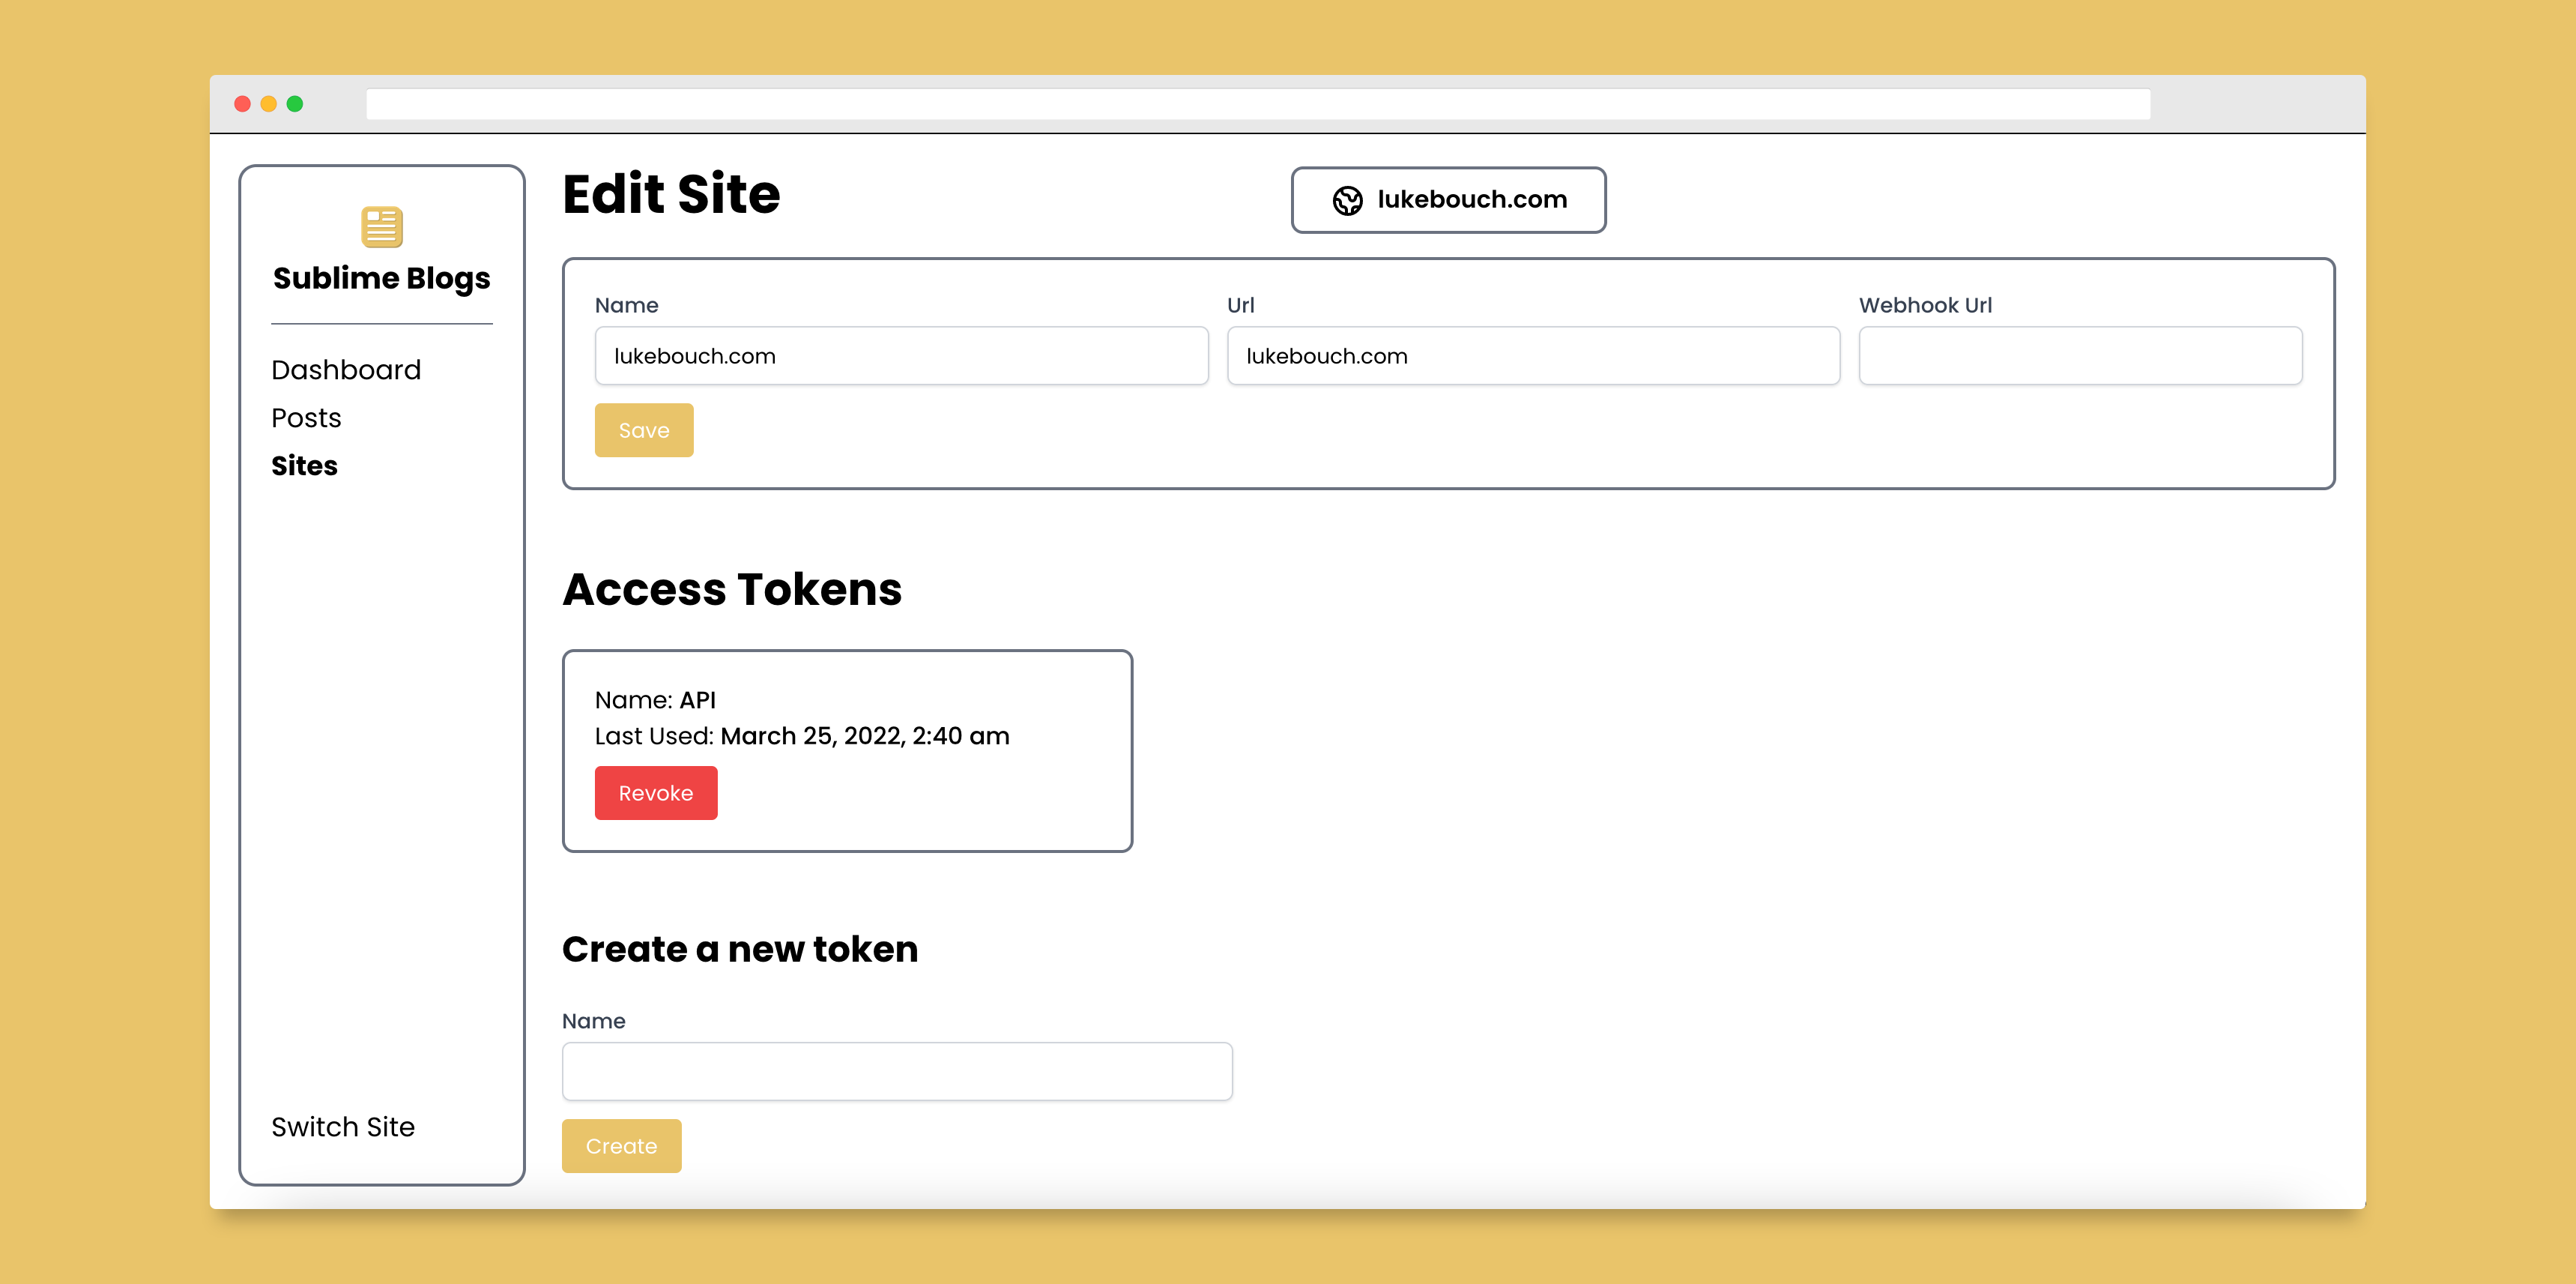 Sublime Blogs
Dashboard
Posts
Sites
Switch Site
Edit Site
lukebouch.com
Name
lukebouch.com
Url
lukebouch.com
Webhook Url
Save
Access Tokens
Name: API
Last Used: March 25, 2022, 2:40 am
Revoke
Create a new token
Name
Create